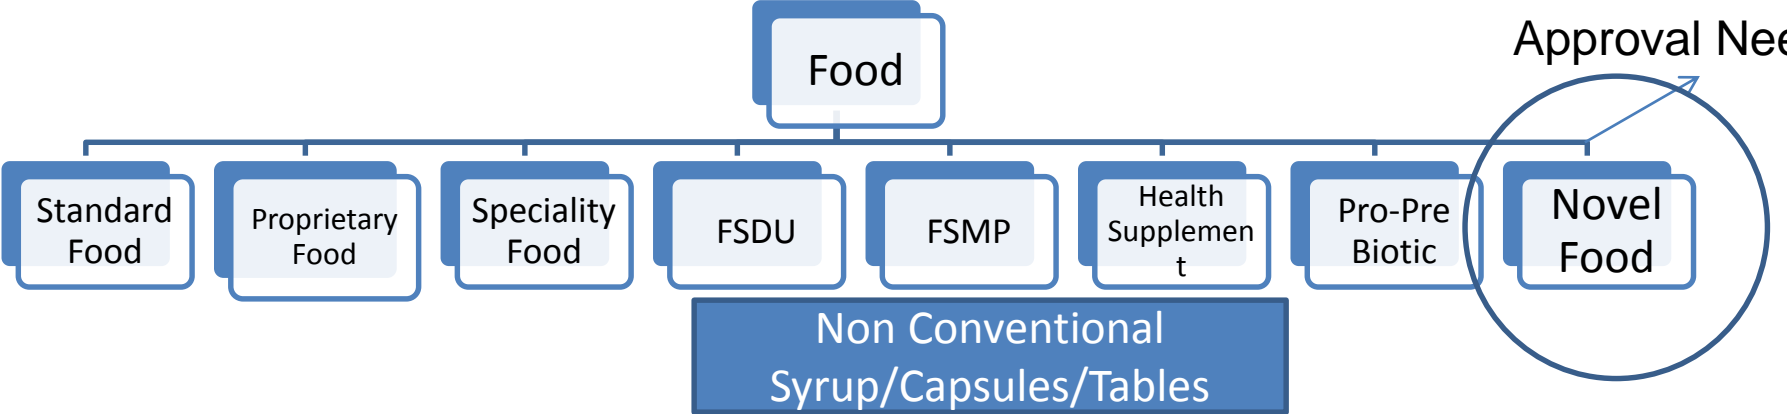 Food
Approval Nee
Standard
Food
Proprietary
Food
Speciality
Food
FSDU
FSMP
Health
Supplemen
t
Pro-Pre
Biotic
Novel
Food
Non Conventional
Syrup/Capsules/Tables